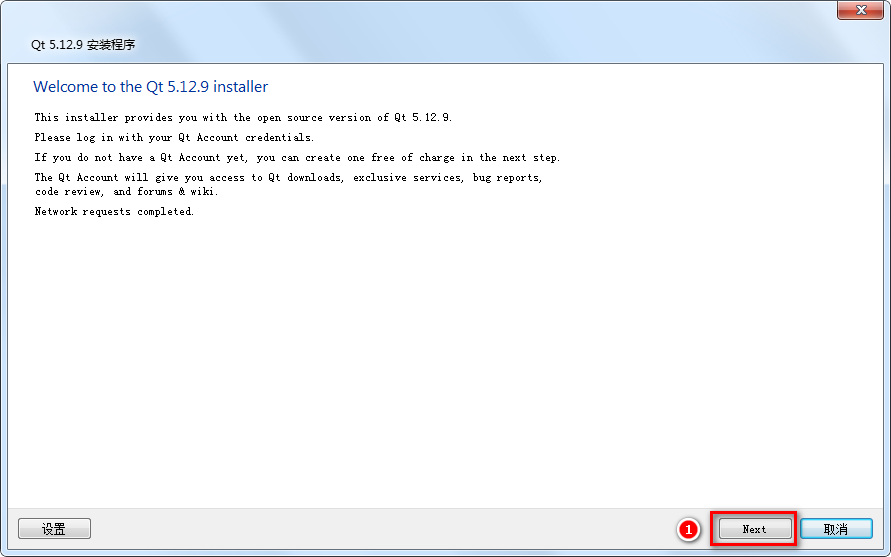 Qt 5.12.9 安装程序
Welcome to the Qt 5.12.9 installer
This installer provides you with the open source version of Qt 5.12.9.
Please log in with your Qt Account credentials.
If you do not have a Qt Account yet, you can create one free of charge in the next step.
The Qt Account will give you access to Qt downloads, exclusive services, bug reports,
code review, and forums & wiki.
Network requests completed.
设置
1
Next
取消